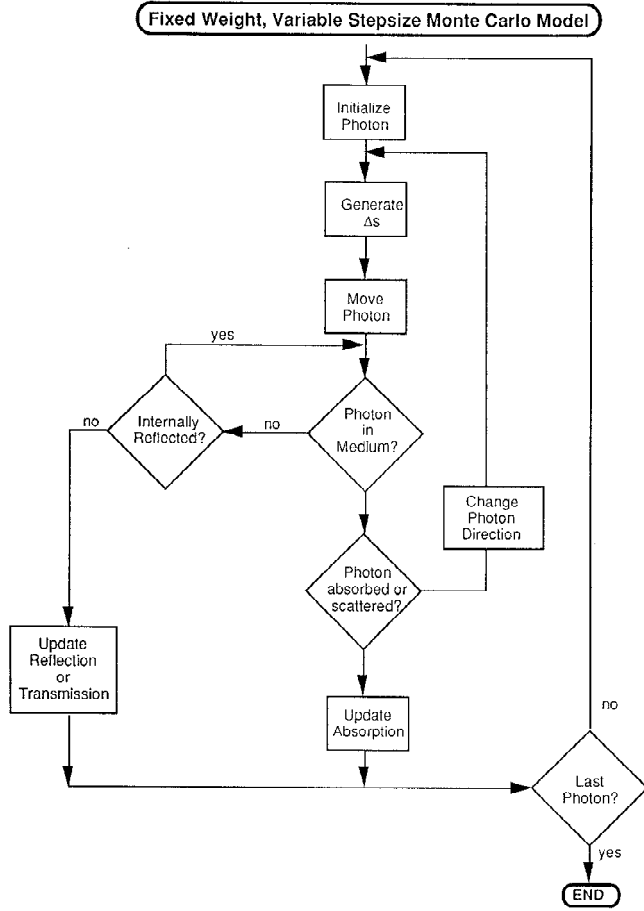 Fixed Weight, Variable Stepsize Monte Carlo Model
Initialize
Photon
Generate
Δs
Move
Photon
yes
no
Internally
Reflected?
no
Photon
in
Medium?
Change
Photon
Direction
Photon
absorbed or
scattered?
Update
Reflection
or
Transmission
Update
Absorption
no
Last
Photon?
yes
END